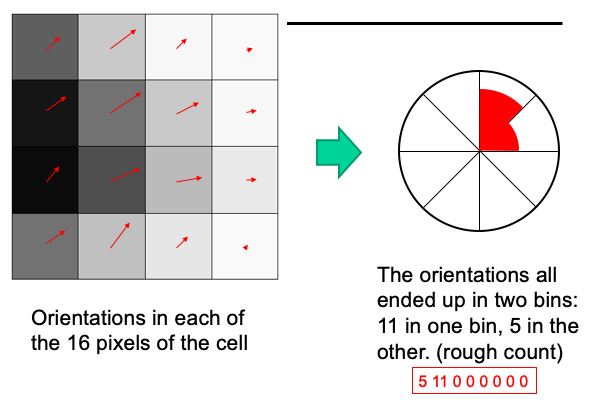 Orientations in each of
the 16 pixels of the cell
The orientations all
ended up in two bins:
11 in one bin, 5 in the
other. (rough count)
5 11 0 0 0 0 0 0